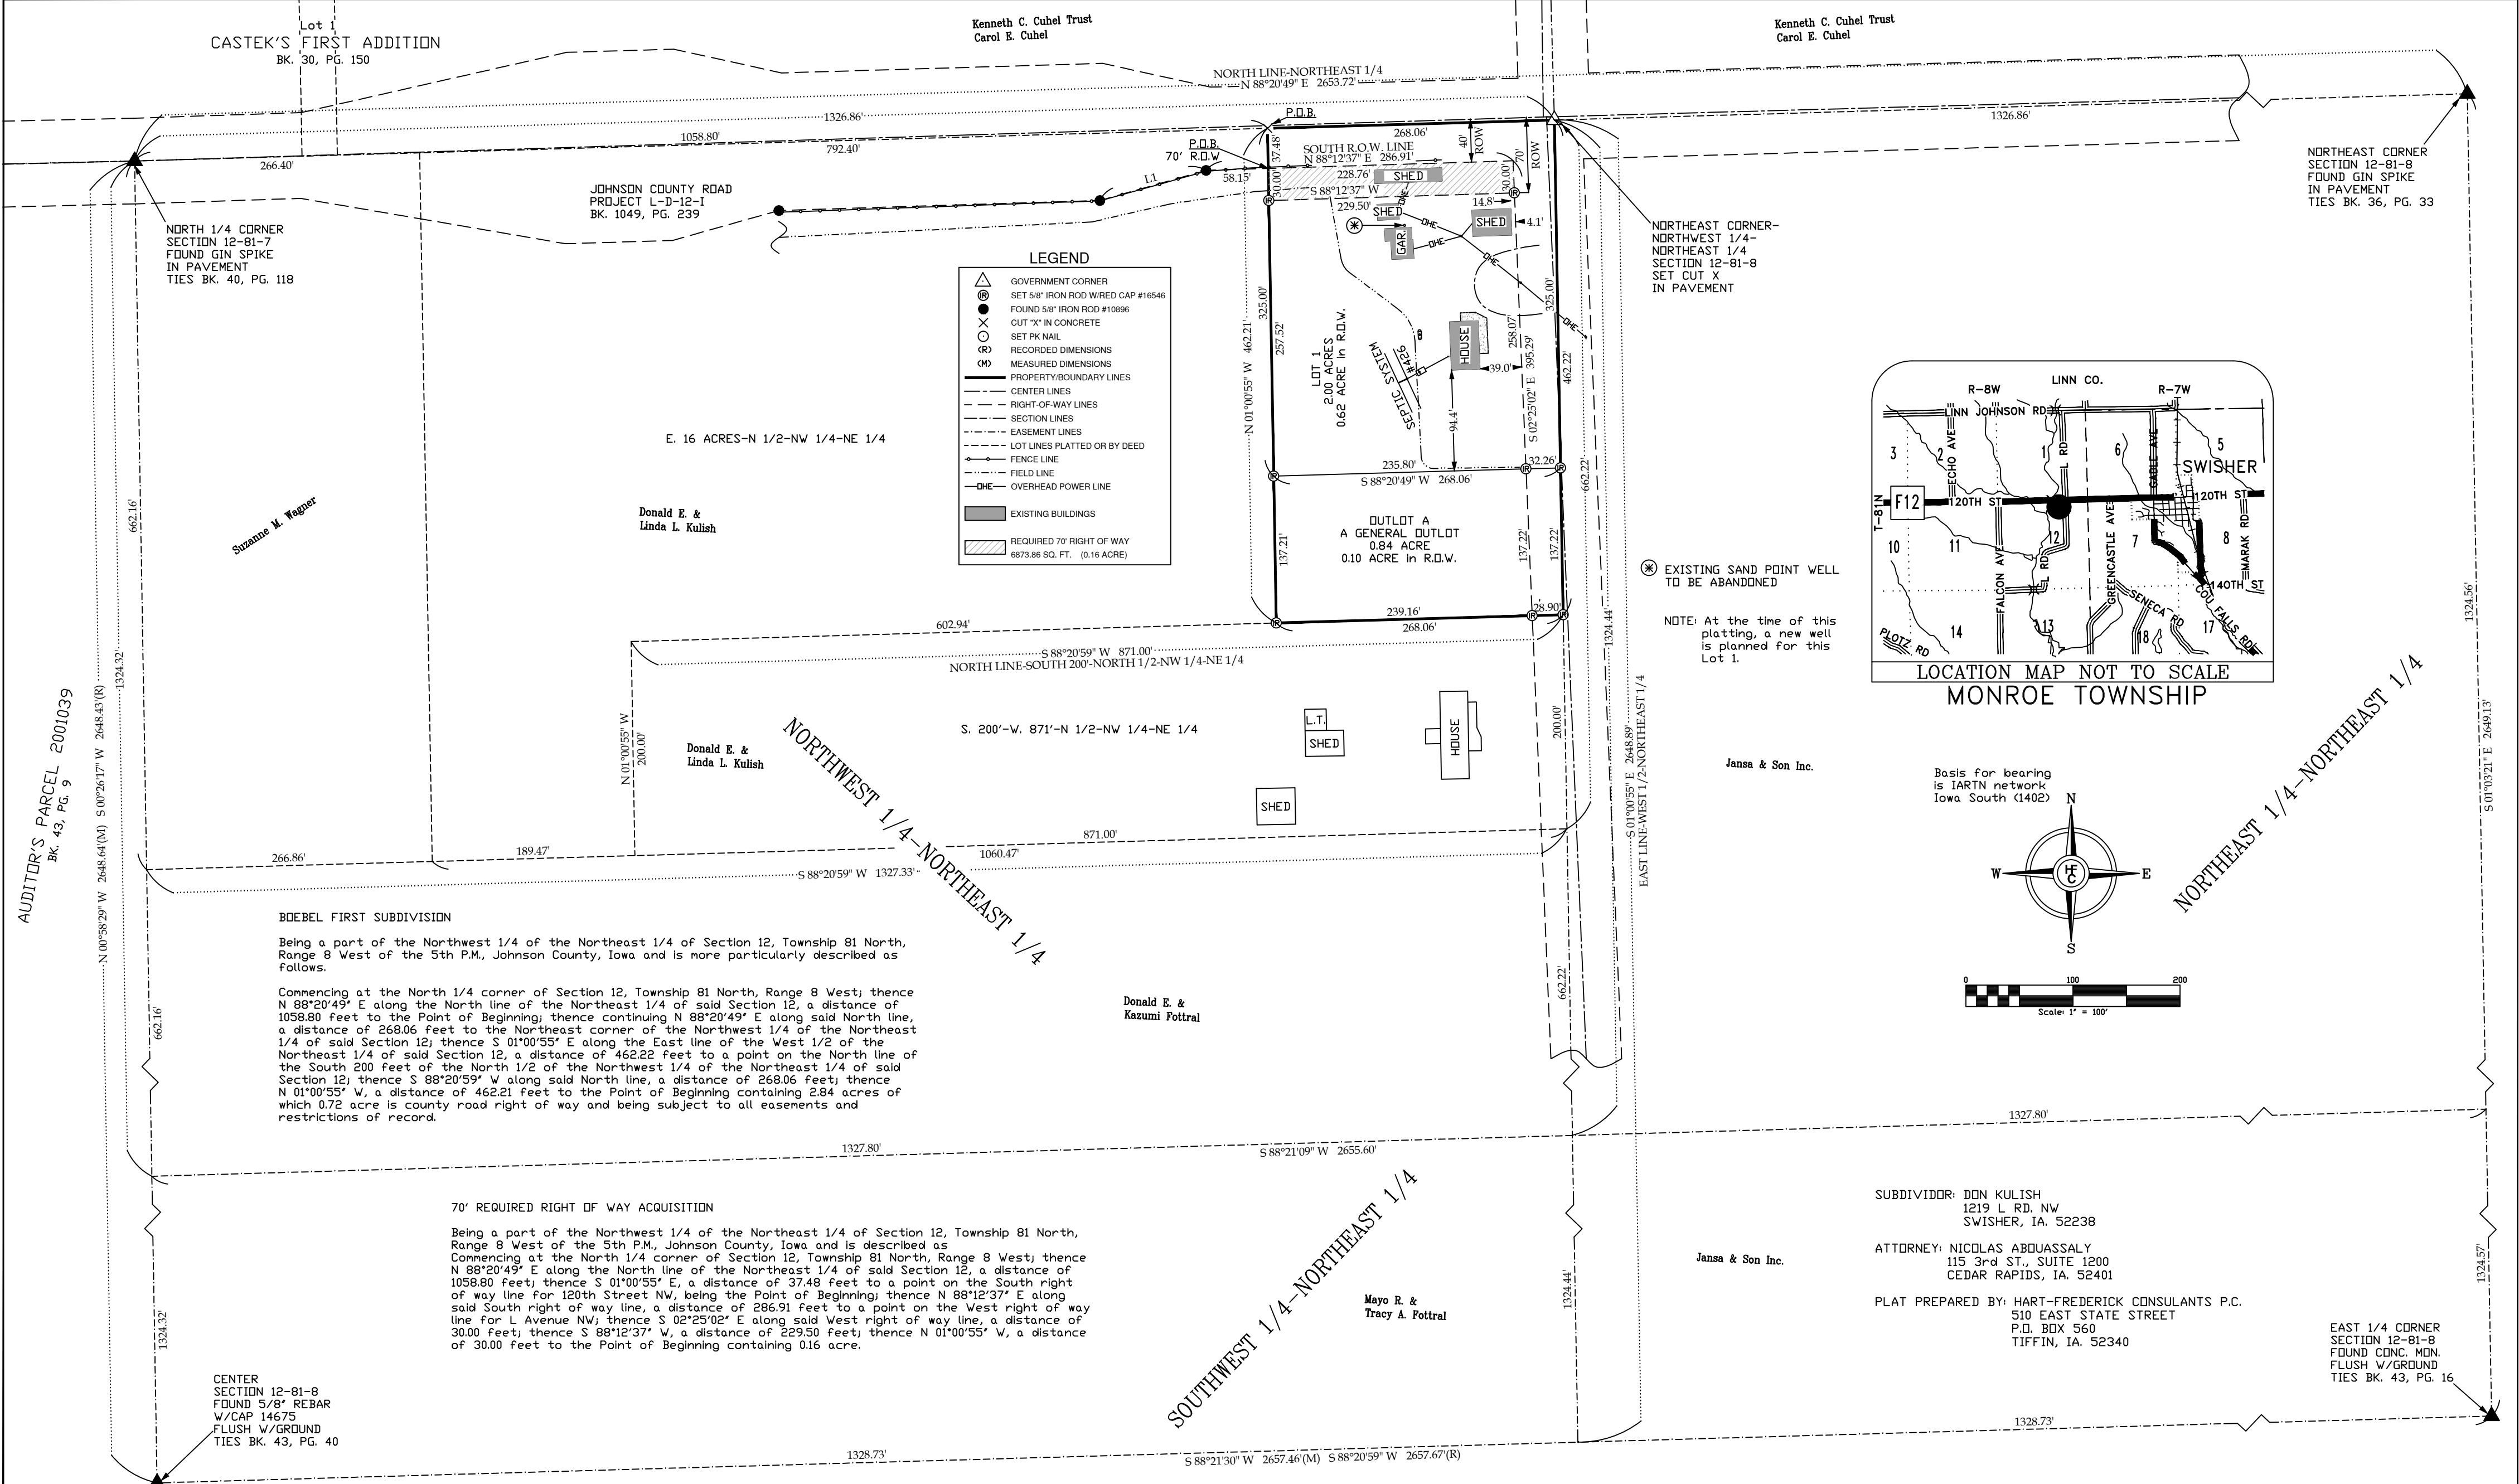 Lot 1
CASTEK'S FIRST ADDITION
BK. 30, PG. 150
Kenneth C. Cuhel Trust
Carol E. Cuhel
Kenneth C. Cuhel Trust
Carol E. Cuhel
NORTH LINE-NORTHEAST 1/4
N 88°20'49" E 2653.72'
1326.86'
1326.86'
1058.80'
792.40'
266.40'
P.O.B.
268.06'
P.O.B.
70' R.O.W
58.15'
L1
37.48'
30.00'
SOUTH R.O.W. LINE
N 88°12'37" E 286.91'
228.76'
SHED
S 88°12'37" W
229.50'
40'
ROW
70'
ROW
30.00'
14.8'
4.1'
SHED
SHED
GAR.
OHE
OHE
OHE
OHE
OHE
NORTH 1/4 CORNER
SECTION 12-81-7
FOUND GIN SPIKE
IN PAVEMENT
TIES BK. 40, PG. 118
JOHNSON COUNTY ROAD
PROJECT L-D-12-I
BK. 1049, PG. 239
NORTHEAST CORNER
SECTION 12-81-8
FOUND GIN SPIKE
IN PAVEMENT
TIES BK. 36, PG. 33
NORTHEAST CORNER-
NORTHWEST 1/4-
NORTHEAST 1/4
SECTION 12-81-8
SET CUT X
IN PAVEMENT
LEGEND
GOVERNMENT CORNER
IR SET 5/8" IRON ROD W/RED CAP #16546
FOUND 5/8" IRON ROD #10896
CUT "X" IN CONCRETE
SET PK NAIL
(R) RECORDED DIMENSIONS
(M) MEASURED DIMENSIONS
PROPERTY/BOUNDARY LINES
CENTER LINES
RIGHT-OF-WAY LINES
SECTION LINES
EASEMENT LINES
LOT LINES PLATTED OR BY DEED
FENCE LINE
FIELD LINE
OHE OVERHEAD POWER LINE
EXISTING BUILDINGS
REQUIRED 70' RIGHT OF WAY
6873.86 SQ. FT. (0.16 ACRE)
N 01°00'55" W 462.21'
325.00'
257.52'
LOT 1
2.00 ACRES
0.62 ACRE in R.O.W.
SEPTIC SYSTEM
#426
HOUSE
39.0'
94.4'
258.07'
S 02°25'02" E 395.29'
325.00'
462.22'
662.22'
235.80'
32.26'
S 88°20'49" W 268.06'
OUTLOT A
A GENERAL OUTLOT
0.84 ACRE
0.10 ACRE in R.O.W.
137.21'
137.22'
137.22'
239.16'
28.90'
268.06'
E. 16 ACRES-N 1/2-NW 1/4-NE 1/4
Suzanne M. Wagner
Donald E. &
Linda L. Kulish
602.94'
S 88°20'59" W 871.00'
NORTH LINE-SOUTH 200'-NORTH 1/2-NW 1/4-NE 1/4
N 01°00'55" W
200.00'
Donald E. &
Linda L. Kulish
S. 200'-W. 871'-N 1/2-NW 1/4-NE 1/4
L.T.
SHED
HOUSE
SHED
200.00'
871.00'
1060.47'
189.47'
266.86'
S 88°20'59" W 1327.33'
NORTHWEST 1/4-NORTHEAST 1/4
662.16'
1324.32'
N 00°58'29" W 2648.64'(M) S 00°26'17" W 2648.43'(R)
AUDITOR'S PARCEL 2001039
BK. 43, PG. 9
1324.44'
S 01°00'55" E 2648.89'
EAST LINE-WEST 1/2-NORTHEAST 1/4
EXISTING SAND POINT WELL
TO BE ABANDONED
NOTE: At the time of this
platting, a new well
is planned for this
Lot 1.
LINN CO.
R-8W
R-7W
LINN JOHNSON RD
3
2
1
6
5
ECHO AVE
L RD
GABLE AVE
SWISHER
T-81N
F12
120TH ST
120TH ST
10
11
12
7
8
FALCON AVE
L RD
GREENCASTLE AVE
MARAK RD
140TH ST
SENECA RD
COU FALLS RD
14
13
18
17
PLOTZ RD
LOCATION MAP NOT TO SCALE
MONROE TOWNSHIP
1324.56'
S 01°03'21" E 2649.13'
Jansa & Son Inc.
Basis for bearing
is IARTN network
Iowa South (1402)
N
W
E
S
HFC
NORTHEAST 1/4-NORTHEAST 1/4
0 100 200
Scale: 1" = 100'
BOEBEL FIRST SUBDIVISION
Being a part of the Northwest 1/4 of the Northeast 1/4 of Section 12, Township 81 North,
Range 8 West of the 5th P.M., Johnson County, Iowa and is more particularly described as
follows.
Commencing at the North 1/4 corner of Section 12, Township 81 North, Range 8 West; thence
N 88°20'49" E along the North line of the Northeast 1/4 of said Section 12, a distance of
1058.80 feet to the Point of Beginning; thence continuing N 88°20'49" E along said North line,
a distance of 268.06 feet to the Northeast corner of the Northwest 1/4 of the Northeast
1/4 of said Section 12; thence S 01°00'55" E along the East line of the West 1/2 of the
Northeast 1/4 of said Section 12, a distance of 462.22 feet to a point on the North line of
the South 200 feet of the North 1/2 of the Northwest 1/4 of the Northeast 1/4 of said
Section 12; thence S 88°20'59" W along said North line, a distance of 268.06 feet; thence
N 01°00'55" W, a distance of 462.21 feet to the Point of Beginning containing 2.84 acres of
which 0.72 acre is county road right of way and being subject to all easements and
restrictions of record.
Donald E. &
Kazumi Fottral
662.16'
662.22'
1327.80'
S 88°21'09" W 2655.60'
1327.80'
70' REQUIRED RIGHT OF WAY ACQUISITION
Being a part of the Northwest 1/4 of the Northeast 1/4 of Section 12, Township 81 North,
Range 8 West of the 5th P.M., Johnson County, Iowa and is described as
Commencing at the North 1/4 corner of Section 12, Township 81 North, Range 8 West; thence
N 88°20'49" E along the North line of the Northeast 1/4 of said Section 12, a distance of
1058.80 feet; thence S 01°00'55" E, a distance of 37.48 feet to a point on the South right
of way line for 120th Street NW, being the Point of Beginning; thence N 88°12'37" E along
said South right of way line, a distance of 286.91 feet to a point on the West right of way
line for L Avenue NW; thence S 02°25'02" E along said West right of way line, a distance of
30.00 feet; thence S 88°12'37" W, a distance of 229.50 feet; thence N 01°00'55" W, a distance
of 30.00 feet to the Point of Beginning containing 0.16 acre.
SOUTHWEST 1/4-NORTHEAST 1/4
Mayo R. &
Tracy A. Fottral
Jansa & Son Inc.
1324.32'
1324.44'
1324.57'
SUBDIVIDOR: DON KULISH
1219 L RD. NW
SWISHER, IA. 52238
ATTORNEY: NICOLAS ABOUASSALY
115 3rd ST., SUITE 1200
CEDAR RAPIDS, IA. 52401
PLAT PREPARED BY: HART-FREDERICK CONSULANTS P.C.
510 EAST STATE STREET
P.O. BOX 560
TIFFIN, IA. 52340
CENTER
SECTION 12-81-8
FOUND 5/8" REBAR
W/CAP 14675
FLUSH W/GROUND
TIES BK. 43, PG. 40
EAST 1/4 CORNER
SECTION 12-81-8
FOUND CONC. MON.
FLUSH W/GROUND
TIES BK. 43, PG. 16
1328.73'
S 88°21'30" W 2657.46'(M) S 88°20'59" W 2657.67'(R)
1328.73'